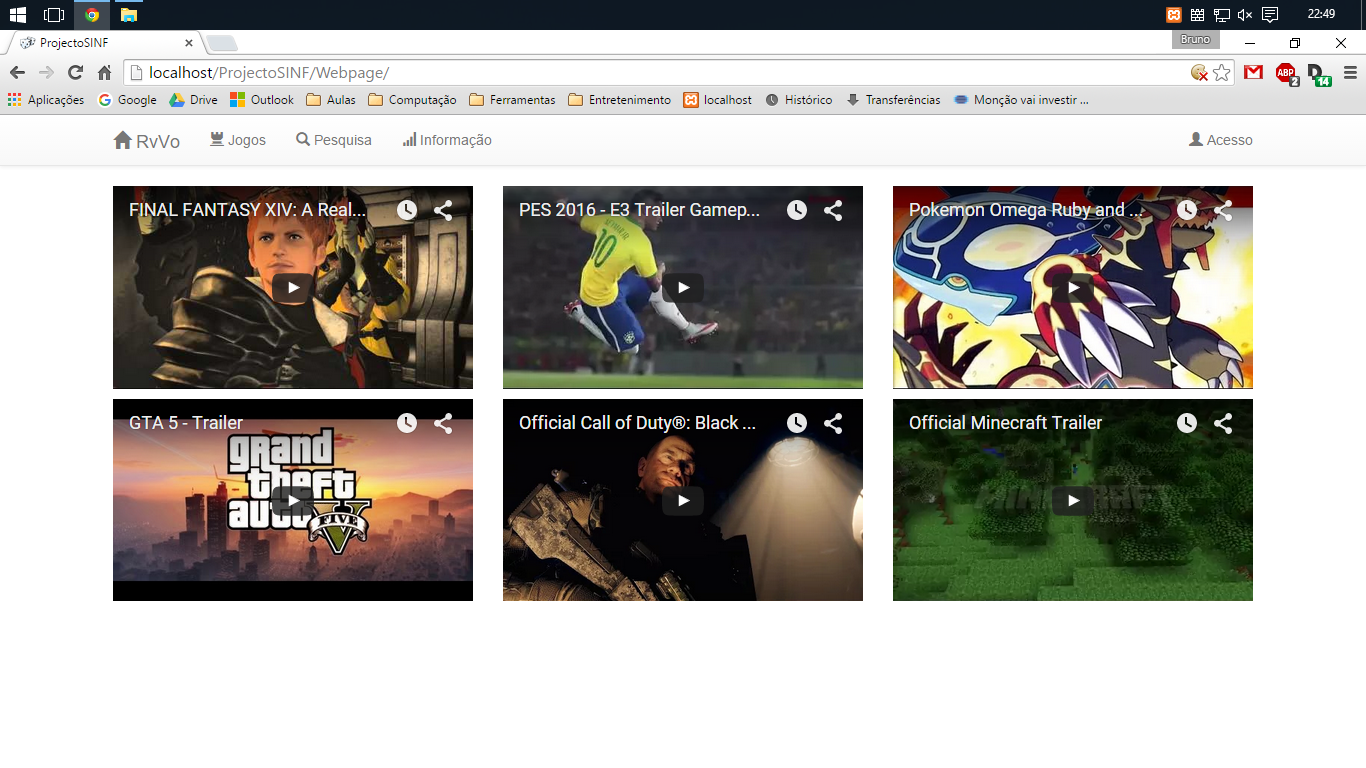 22:49
ProjectoSINF
Bruno
localhost/ProjectoSINF/Webpage/
ABP
2
14
Aplicações Google Drive Outlook Aulas Computação Ferramentas Entretenimento localhost Histórico Transferências Monção vai investir ...
RvVo Jogos Pesquisa Informação Acesso
FINAL FANTASY XIV: A Real...
PES 2016 - E3 Trailer Gamep...
10
Pokemon Omega Ruby and ...
GTA 5 - Trailer
grand
theft
auto
V
FIVE
Official Call of Duty®: Black ...
Official Minecraft Trailer
MINECRAFT